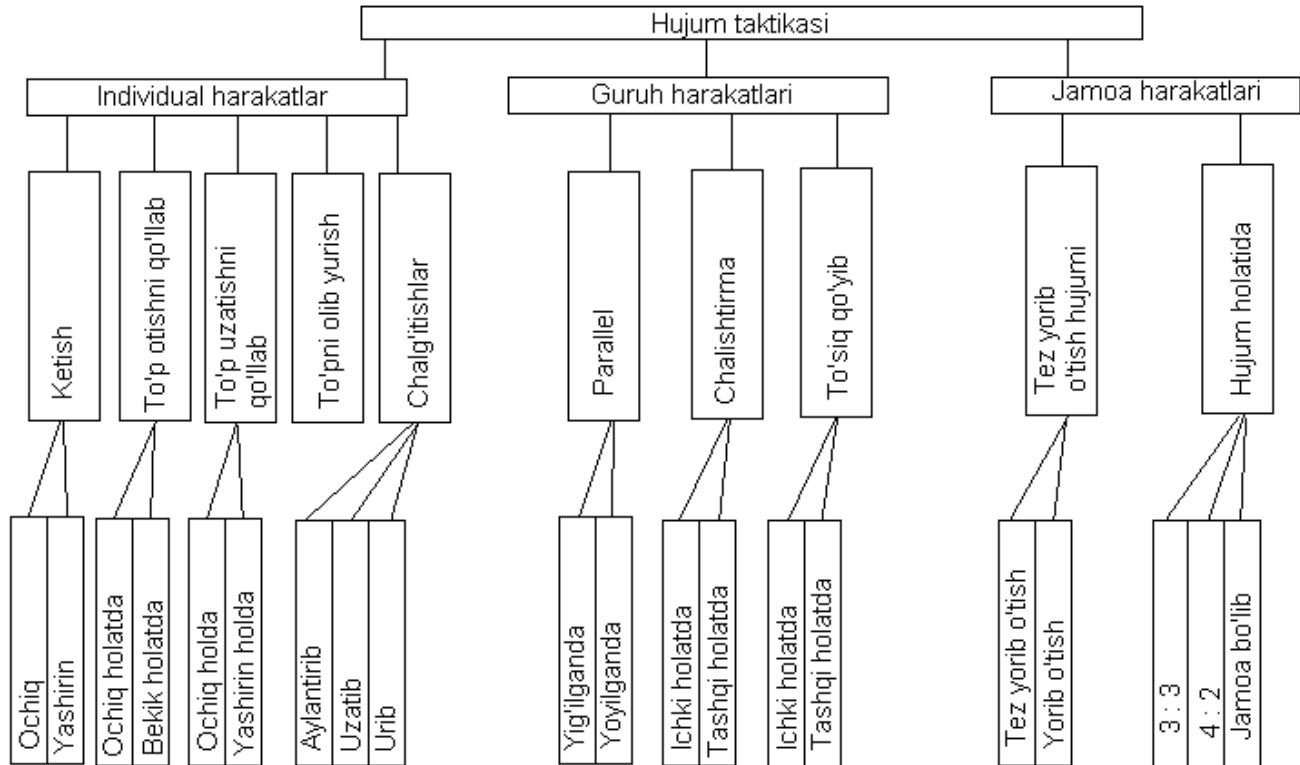 Hujum taktikasi
Individual harakatlar
Guruh harakatlari
Jamoa harakatlari
Ketish
To'p otishni qo'llab
To'p uzatishni
qo'llab
To'pni olib yurish
Chalg'itishlar
Parallel
Chalishtirma
To'siq qo'yib
Tez yorib
o'tish hujumi
Hujum holatida
Ochiq
Yashirin
Ochiq holatda
Bekik holatda
Ochiq holda
Yashirin holda
Aylantirib
Uzatib
Urib
Yig'ilganda
Yoyilganda
Ichki holatda
Tashqi holatda
Ichki holatda
Tashqi holatda
Tez yorib o'tish
Yorib o'tish
3 : 3
4 : 2
Jamoa bo'lib